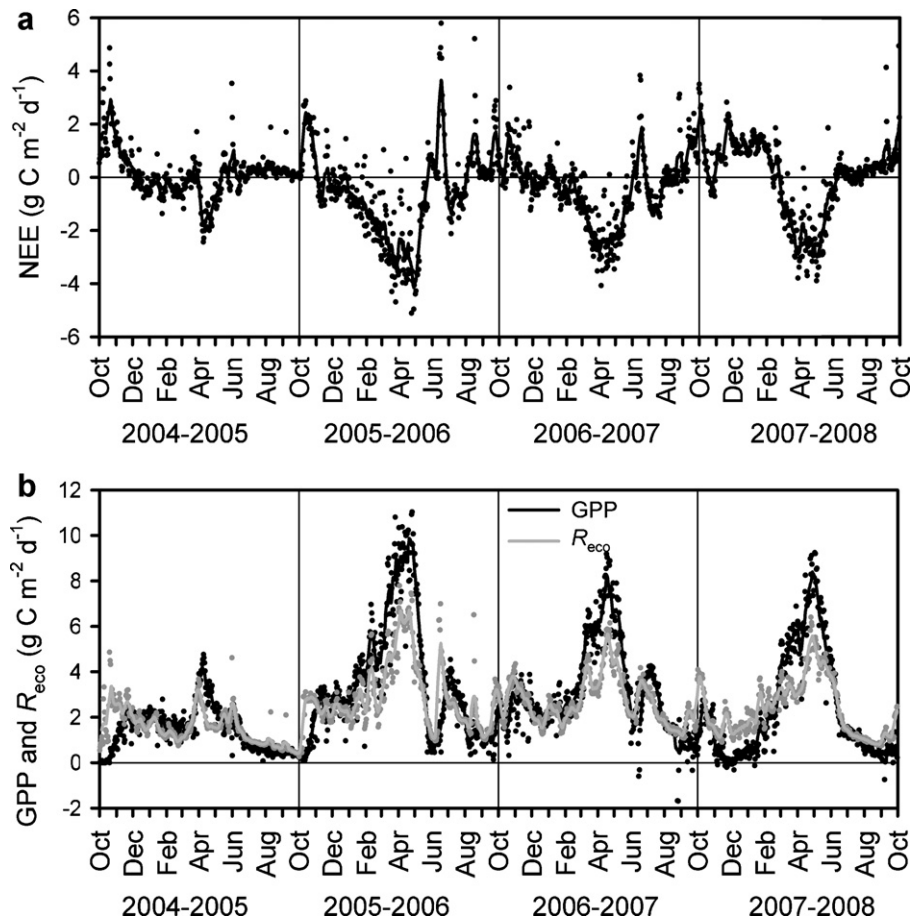 a
NEE (g C m-2 d-1)
6
4
2
0
-2
-4
-6
Oct Dec Feb Apr Jun Aug Oct Dec Feb Apr Jun Aug Oct Dec Feb Apr Jun Aug Oct Dec Feb Apr Jun Aug Oct
2004-2005 2005-2006 2006-2007 2007-2008
b
GPP and Reco (g C m-2 d-1)
12
10
8
6
4
2
0
-2
GPP
Reco
Oct Dec Feb Apr Jun Aug Oct Dec Feb Apr Jun Aug Oct Dec Feb Apr Jun Aug Oct Dec Feb Apr Jun Aug Oct
2004-2005 2005-2006 2006-2007 2007-2008